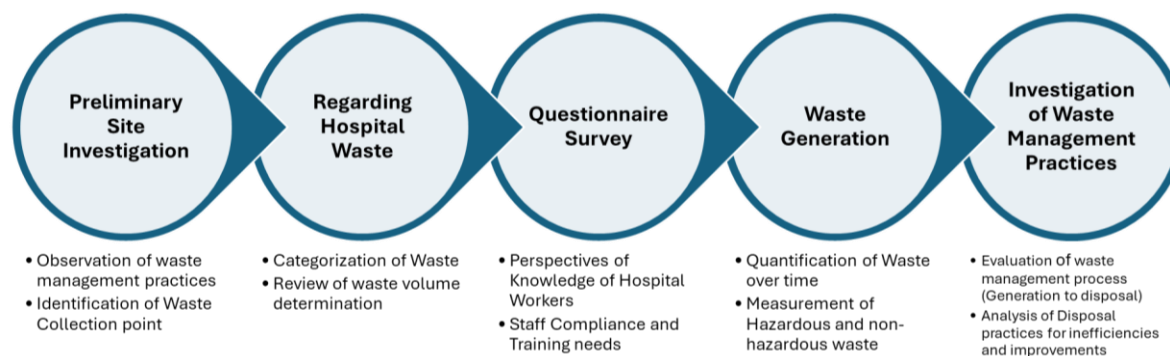 Preliminary
Site
Investigation
Regarding
Hospital
Waste
Questionnaire
Survey
Waste
Generation
Investigation
of Waste
Management
Practices
• Observation of waste
management practices
• Identification of Waste
Collection point
• Categorization of Waste
• Review of waste volume
determination
• Perspectives of
Knowledge of Hospital
Workers
• Staff Compliance and
Training needs
• Quantification of Waste
over time
• Measurement of
Hazardous and non-
hazardous waste
• Evaluation of waste
management process
(Generation to disposal)
• Analysis of Disposal
practices for inefficiencies
and improvements